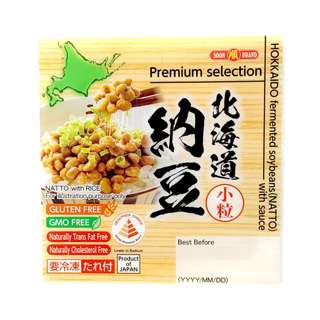 SOON 順 BRAND
Premium selection
HOKKAIDO fermented soybeans(NATTO)
with sauce
北海道
納豆
小粒
NATTO with RICE
For illustration purpose only
GLUTEN FREE
GMO FREE
Naturally Trans Fat Free
Naturally Cholesterol Free
Lower in Sodium
要冷凍 たれ付
Product
of
JAPAN
Best Before
(YYYY/MM/DD)